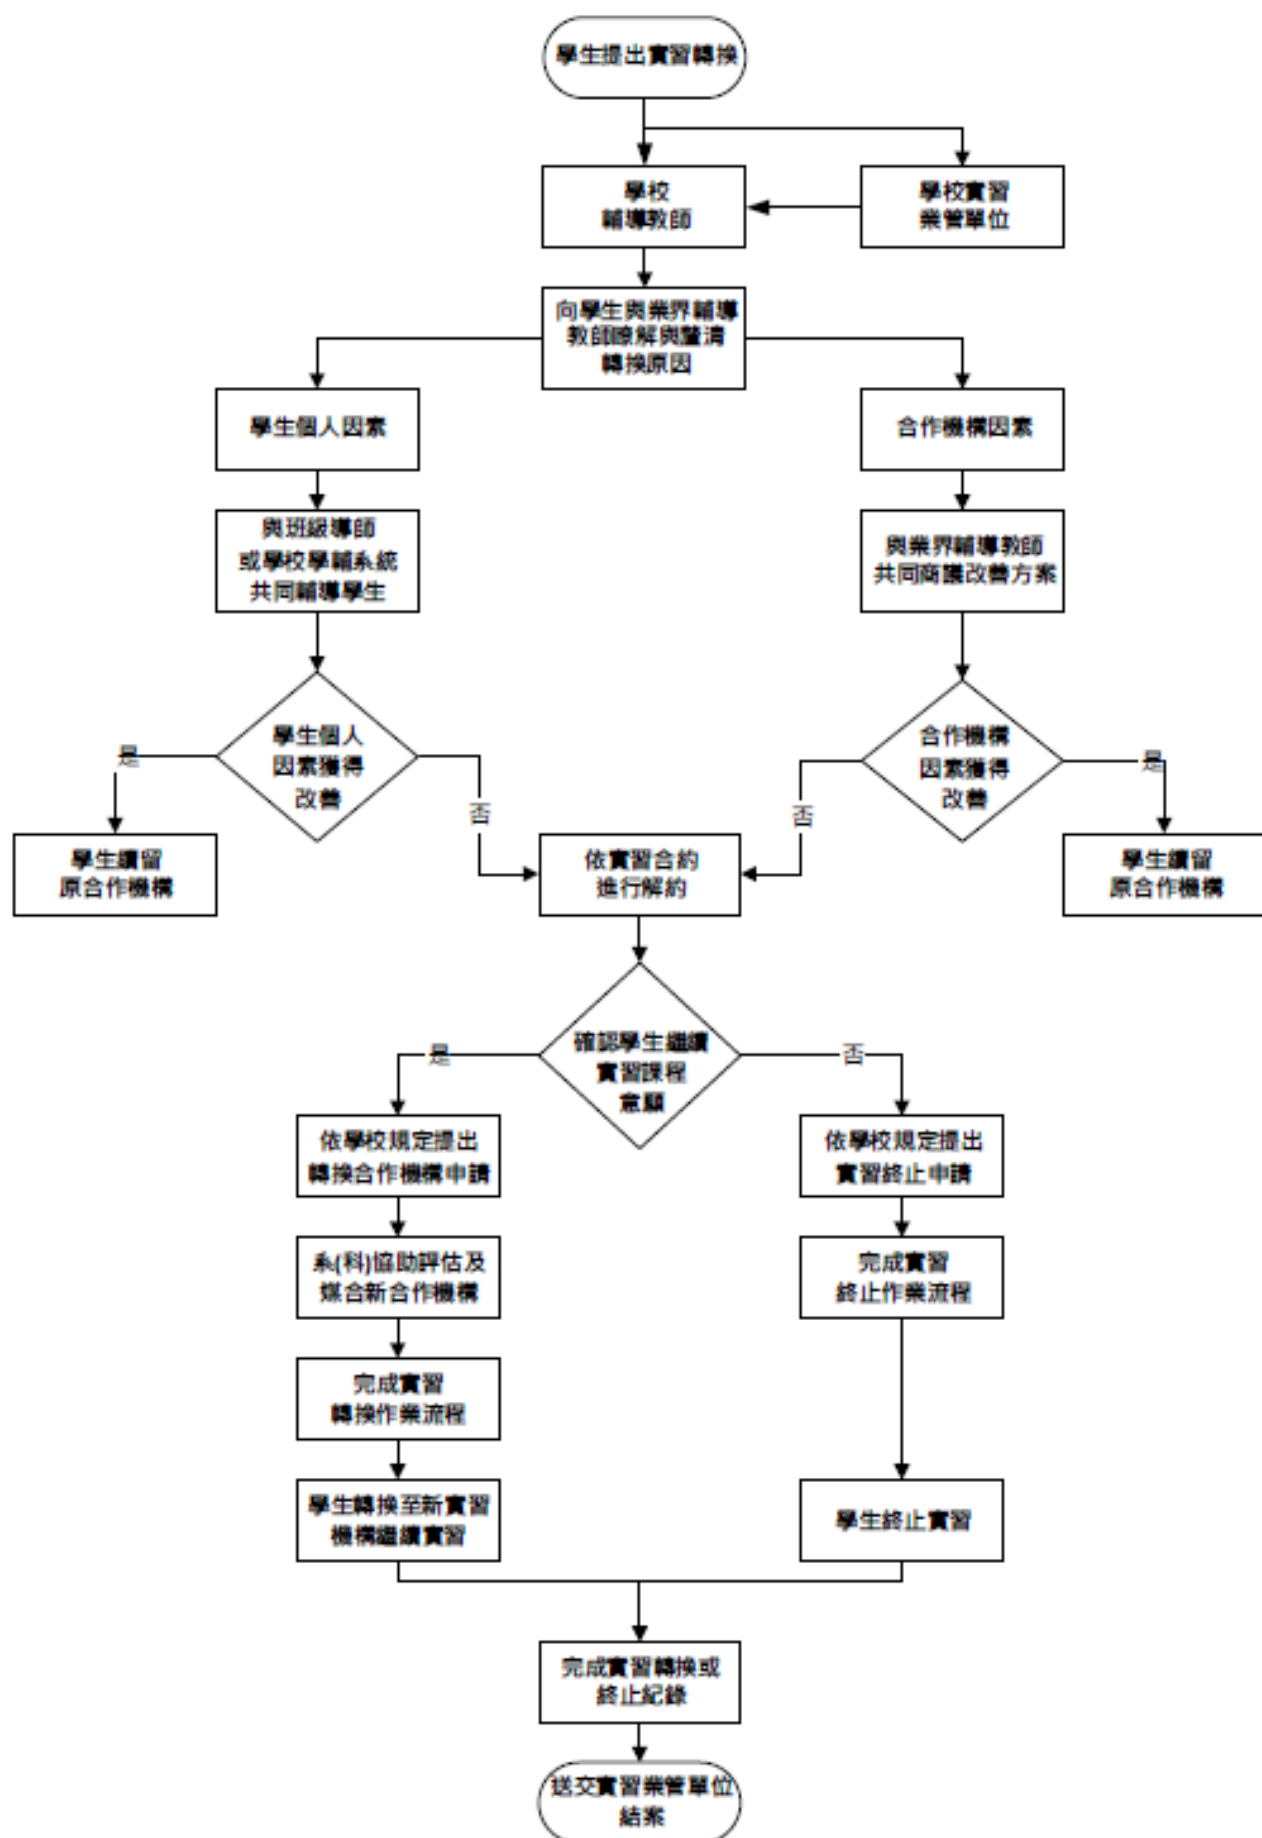 學生提出實習轉換
學校
輔導教師
學校實習
業管單位
向學生與業界輔導
教師瞭解與釐清
轉換原因
學生個人因素
合作機構因素
與班級導師
或學校學輔系統
共同輔導學生
與業界輔導教師
共同商議改善方案
學生個人
因素獲得
改善
合作機構
因素獲得
改善
是
否
否
是
學生續留
原合作機構
依實習合約
進行解約
學生續留
原合作機構
確認學生繼續
實習課程
意願
是
否
依學校規定提出
轉換合作機構申請
依學校規定提出
實習終止申請
系(科)協助評估及
媒合新合作機構
完成實習
終止作業流程
完成實習
轉換作業流程
學生轉換至新實習
機構繼續實習
學生終止實習
完成實習轉換或
終止紀錄
送交實習業管單位
結案